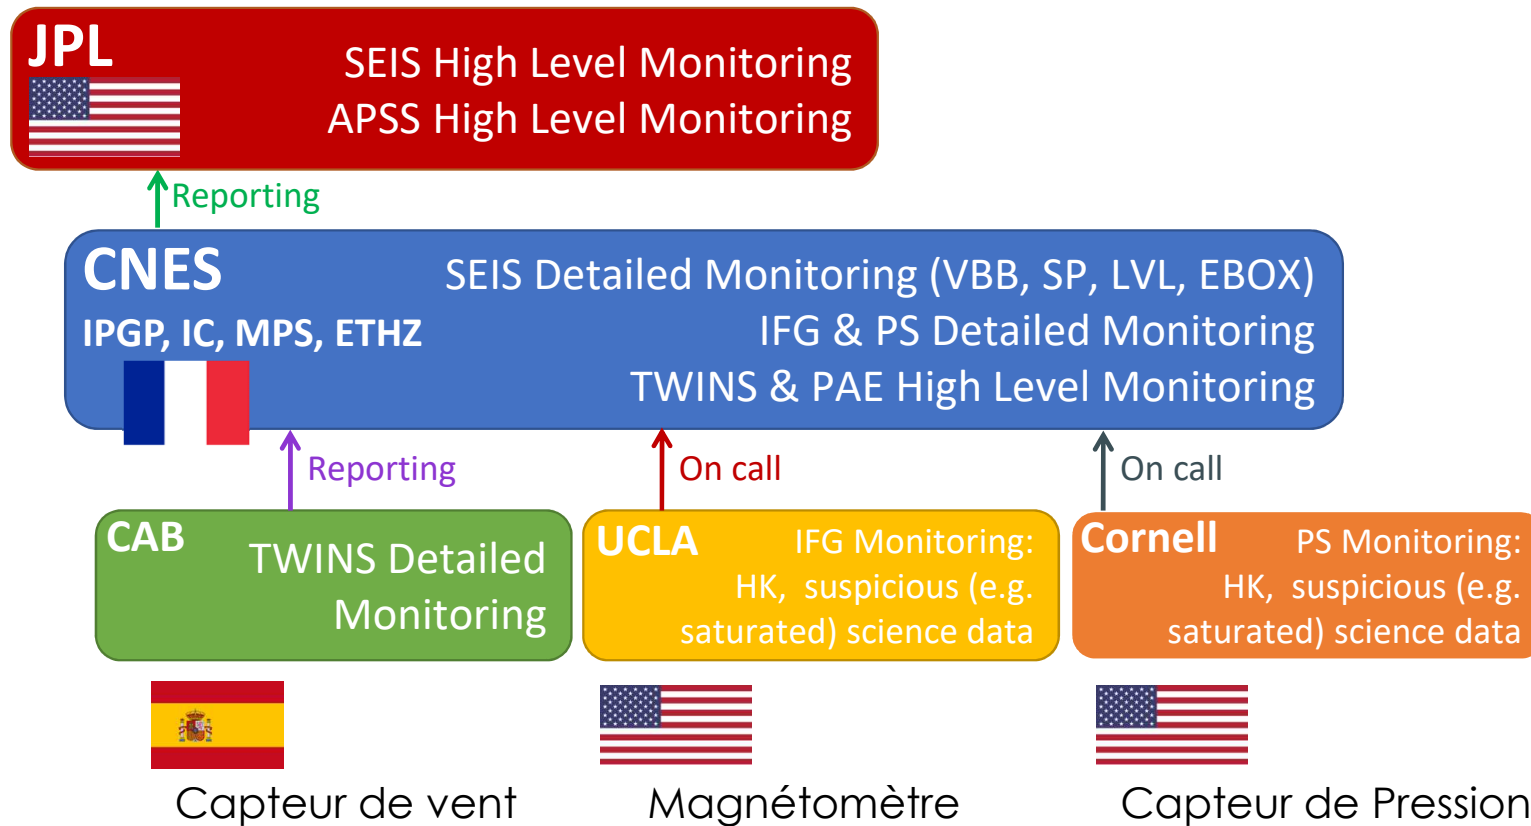 JPL
SEIS High Level Monitoring
APSS High Level Monitoring
Reporting
CNES
IPGP, IC, MPS, ETHZ
SEIS Detailed Monitoring (VBB, SP, LVL, EBOX)
IFG & PS Detailed Monitoring
TWINS & PAE High Level Monitoring
Reporting
On call
On call
CAB
TWINS Detailed
Monitoring
UCLA
IFG Monitoring:
HK, suspicious (e.g.
saturated) science data
Cornell
PS Monitoring:
HK, suspicious (e.g.
saturated) science data
Capteur de vent
Magnétomètre
Capteur de Pression